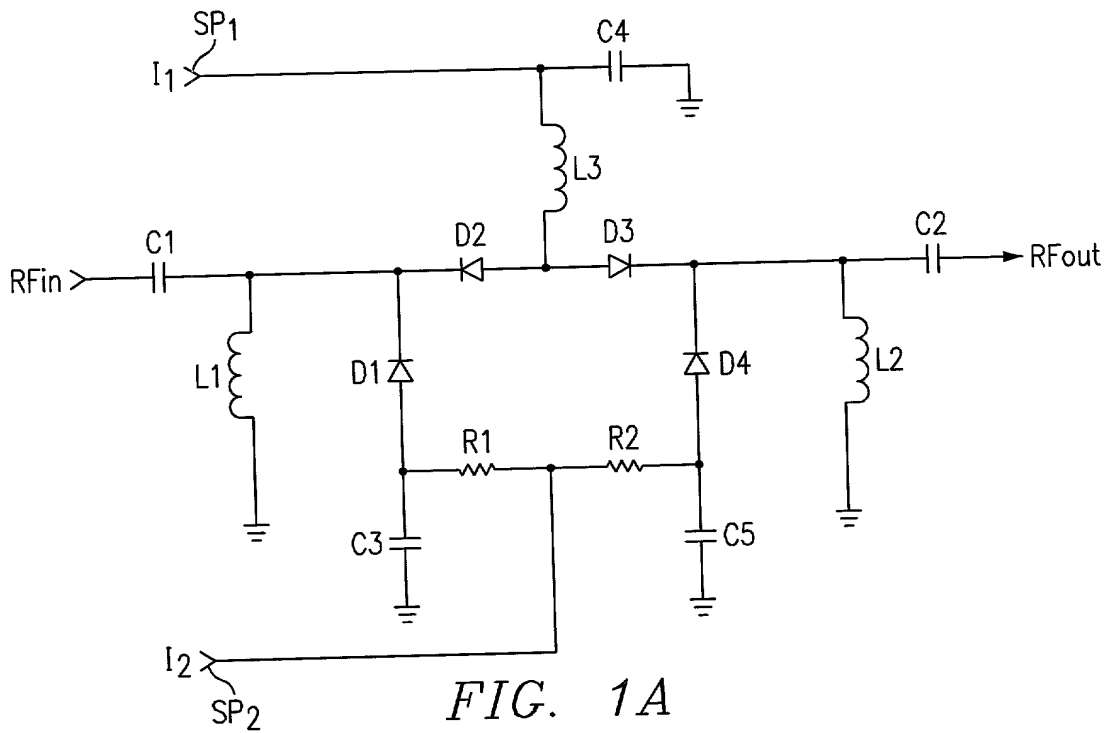 SP1
I1
C4
L3
C1
D2
D3
C2
RFin
RFout
L1
D1
D4
L2
R1
R2
C3
C5
I2
SP2
FIG. 1A